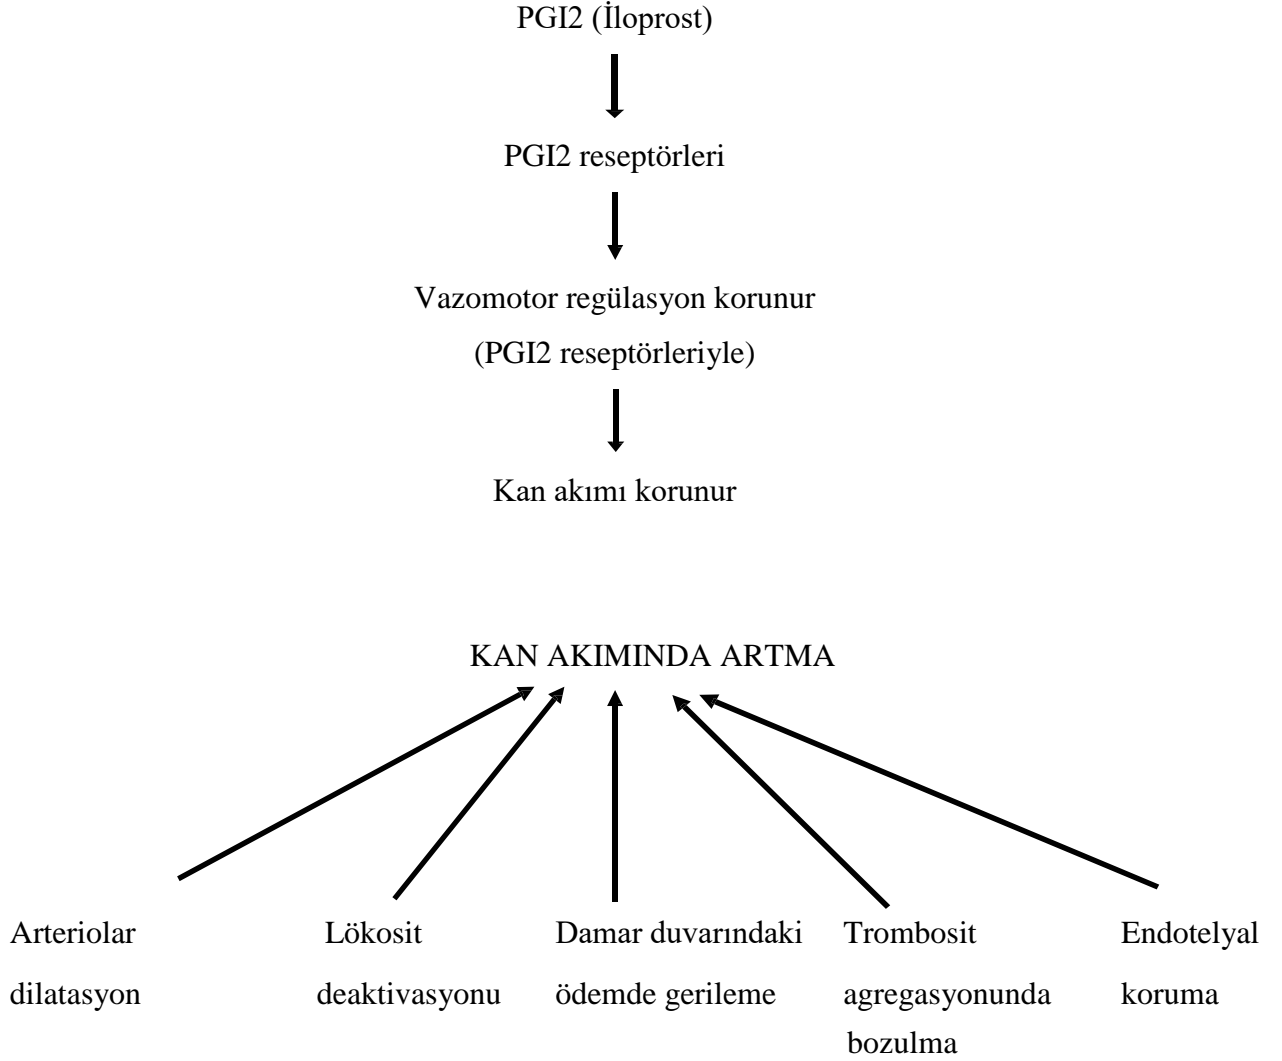 PGI2 (İloprost)
PGI2 reseptörleri
Vazomotor regülasyon korunur
(PGI2 reseptörleriyle)
Kan akımı korunur
KAN AKIMINDA ARTMA
Arteriolar
dilatasyon
Lökosit
deaktivasyonu
Damar duvarındaki
ödemde gerileme
Trombosit
agregasyonunda
bozulma
Endotelyal
koruma